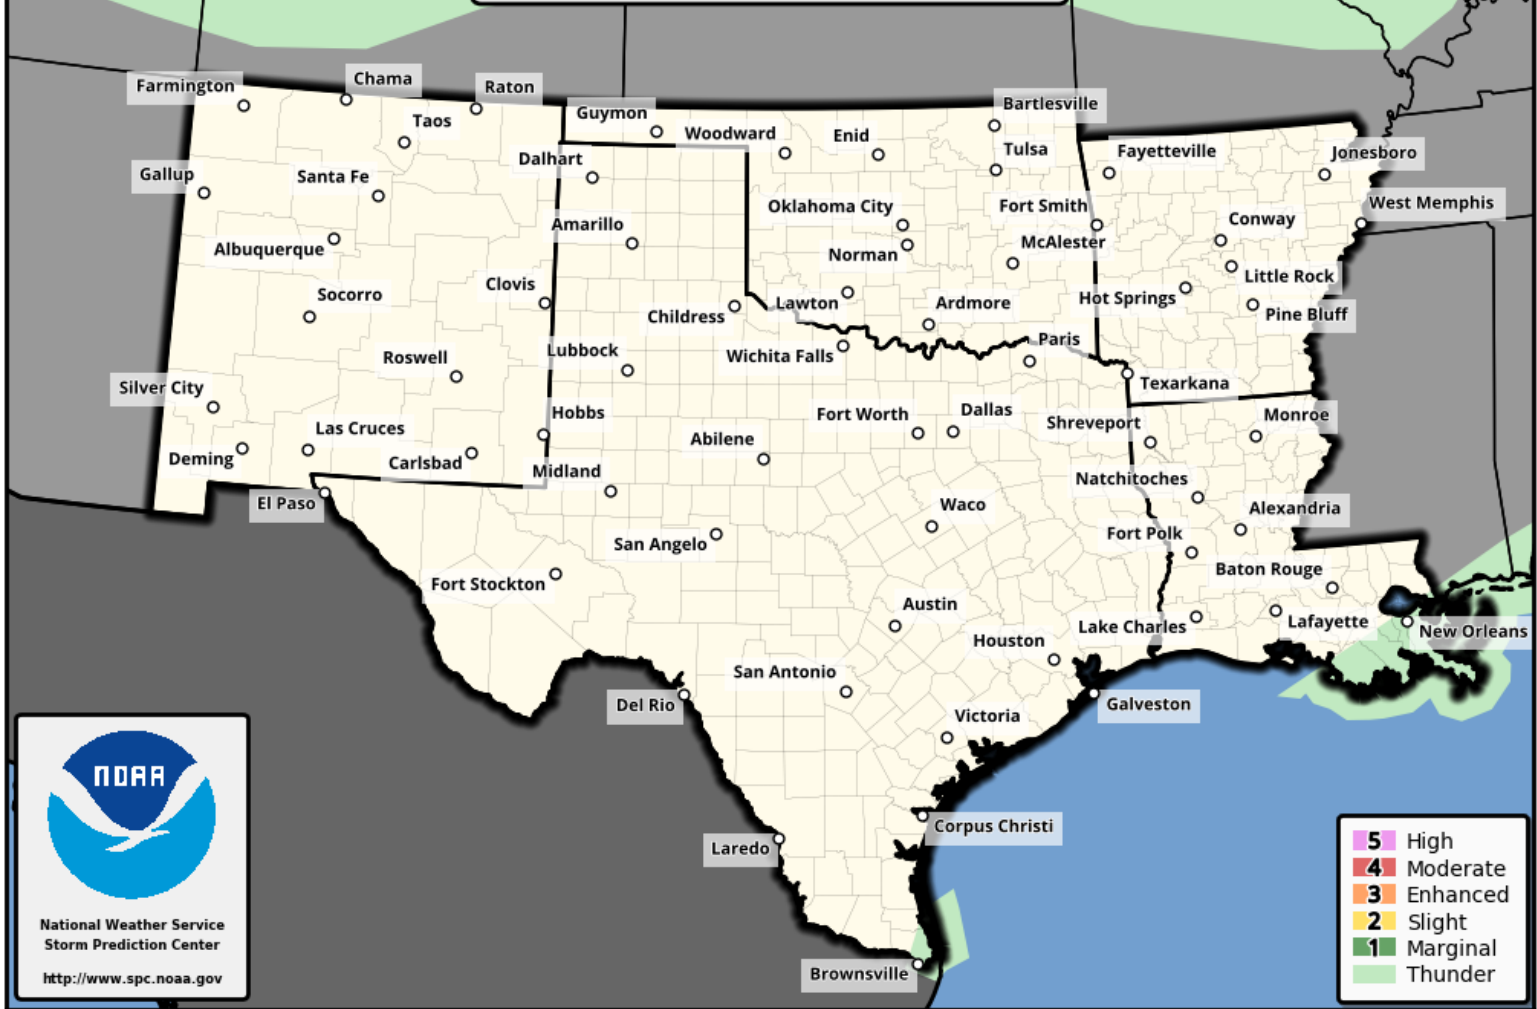 Farmington
Chama
Raton
Taos
Guymon
Woodward
Enid
Bartlesville
Tulsa
Fayetteville
Jonesboro
Gallup
Santa Fe
Dalhart
Oklahoma City
Fort Smith
Conway
West Memphis
Albuquerque
Amarillo
Norman
McAlester
Little Rock
Socorro
Clovis
Childress
Lawton
Ardmore
Hot Springs
Pine Bluff
Roswell
Lubbock
Wichita Falls
Paris
Texarkana
Silver City
Hobbs
Fort Worth
Dallas
Shreveport
Monroe
Las Cruces
Deming
Carlsbad
Midland
Abilene
Natchitoches
El Paso
San Angelo
Waco
Fort Polk
Alexandria
Fort Stockton
Austin
Baton Rouge
Houston
Lake Charles
Lafayette
New Orleans
Del Rio
San Antonio
Victoria
Galveston
Laredo
Corpus Christi
Brownsville
NOAA
National Weather Service
Storm Prediction Center
http://www.spc.noaa.gov
5 High
4 Moderate
3 Enhanced
2 Slight
1 Marginal
Thunder